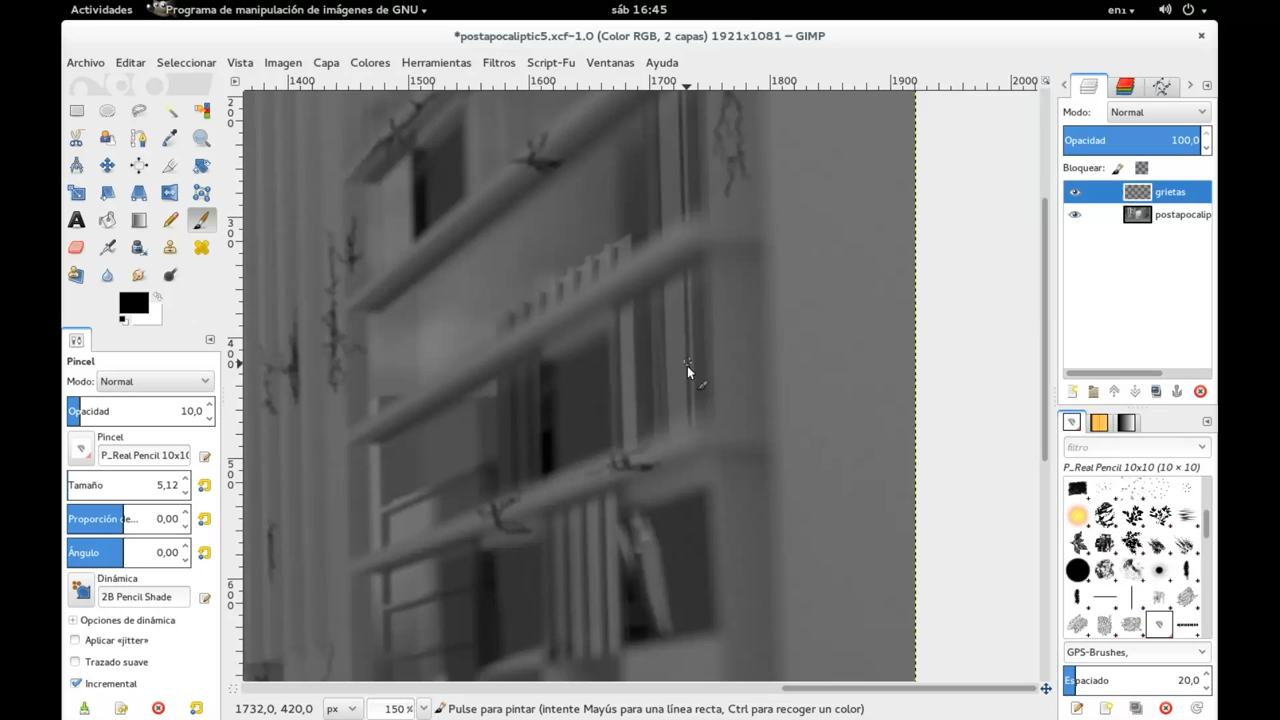 Actividades Programa de manipulación de imágenes de GNU sáb 16:45 en1
*postapocaliptic5.xcf-1.0 (Color RGB, 2 capas) 1921x1081 – GIMP
Archivo Editar Seleccionar Vista Imagen Capa Colores Herramientas Filtros Script-Fu Ventanas Ayuda
1400 1500 1600 1700 1800 1900 2000
200
300
400
500
600
Modo: Normal
Opacidad 100,0
Bloquear:
grietas
postapocalip
Pincel
Modo: Normal
Opacidad 10,0
Pincel
P_Real Pencil 10x10
Tamaño 5,12
Proporción de... 0,00
Ángulo 0,00
Dinámica
2B Pencil Shade
Opciones de dinámica
Aplicar «jitter»
Trazado suave
Incremental
filtro
P_Real Pencil 10x10 (10 × 10)
GPS-Brushes,
Espaciado 20,0
1732,0, 420,0 px 150 % Pulse para pintar (intente Mayús para una línea recta, Ctrl para recoger un color)